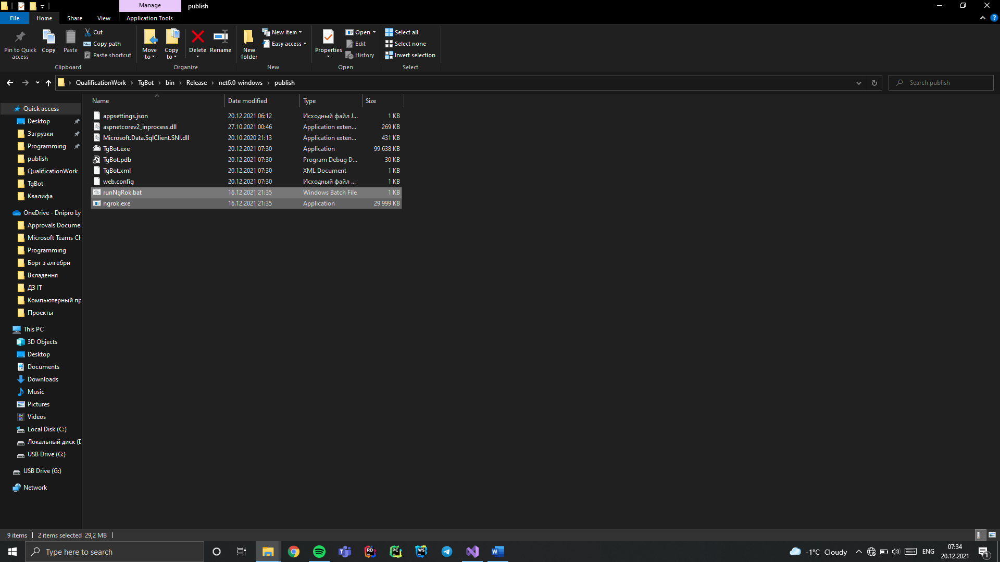 Manage
publish
File
Home
Share
View
Application Tools
Pin to Quick access
Copy
Paste
Cut
Copy path
Paste shortcut
Clipboard
Move to
Copy to
Delete
Rename
Organize
New folder
New item
Easy access
New
Properties
Open
Edit
History
Open
Select all
Select none
Invert selection
Select
QualificationWork > TgBot > bin > Release > net6.0-windows > publish
Search publish
Name
Date modified
Type
Size
appsettings.json 20.12.2021 06:12 Исходный файл J... 1 KB
aspnetcorev2_inprocess.dll 27.10.2021 00:46 Application exten... 269 KB
Microsoft.Data.SqlClient.SNI.dll 20.10.2020 21:13 Application exten... 431 KB
TgBot.exe 20.12.2021 07:30 Application 99 638 KB
TgBot.pdb 20.12.2021 07:30 Program Debug D... 30 KB
TgBot.xml 20.12.2021 07:30 XML Document 1 KB
web.config 20.12.2021 07:30 Исходный файл ... 1 KB
runNgRok.bat 16.12.2021 21:35 Windows Batch File 1 KB
ngrok.exe 16.12.2021 21:35 Application 29 999 KB
Quick access
Desktop
Загрузки
Programming
publish
QualificationWork
TgBot
Квалифа
OneDrive - Dnipro Ly
Approvals Documen
Microsoft Teams Ch
Programming
Борг з алгебри
Вкладення
ДЗ ІТ
Компьютерный пр
Проекты
This PC
3D Objects
Desktop
Documents
Downloads
Music
Pictures
Videos
Local Disk (C:)
Локальный диск (D
USB Drive (G:)
USB Drive (G:)
Network
9 items
2 items selected 29,2 MB
Type here to search
RD
PC
WS
W
-1°C Cloudy
ENG
07:34
20.12.2021
1